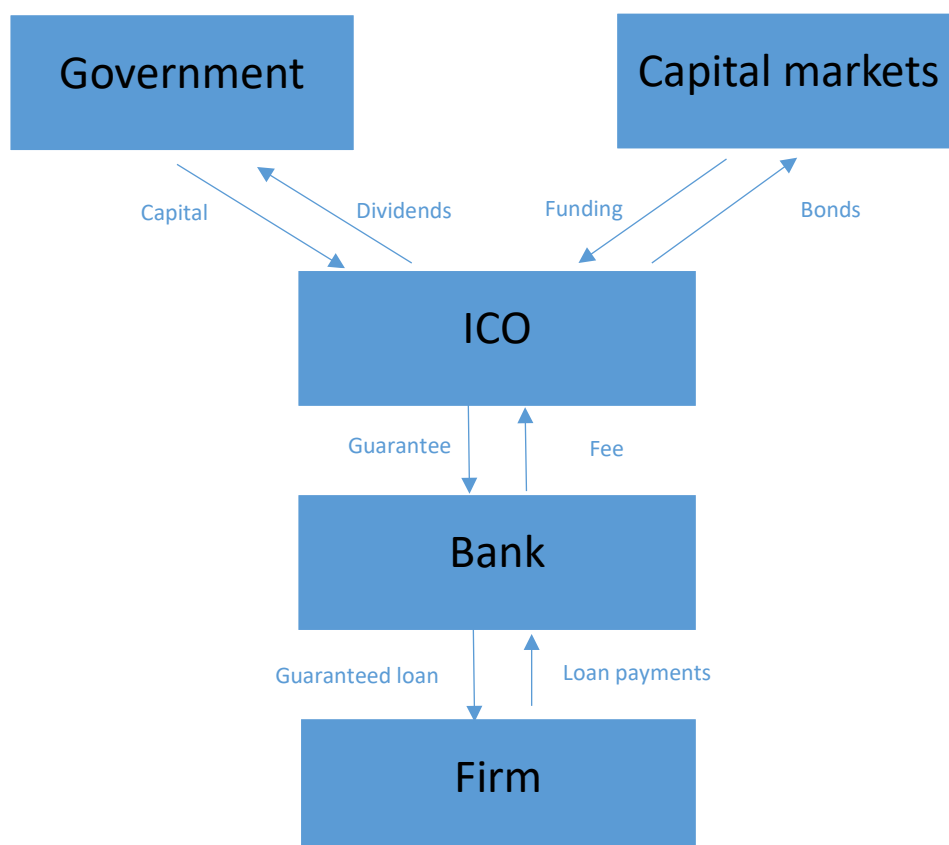 Government
Capital markets
Capital
Dividends
Funding
Bonds
ICO
Guarantee
Fee
Bank
Guaranteed loan
Loan payments
Firm